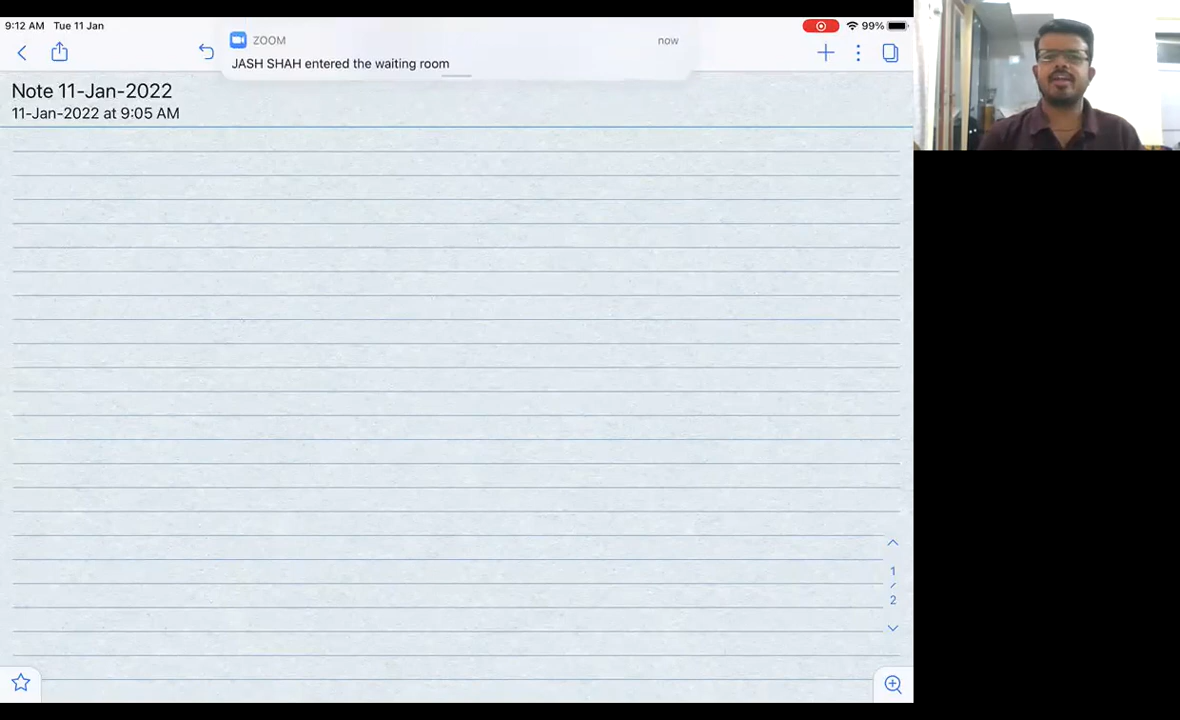 9:12 AM Tue 11 Jan
99%
ZOOM
now
JASH SHAH entered the waiting room
Note 11-Jan-2022
11-Jan-2022 at 9:05 AM
1
/
2